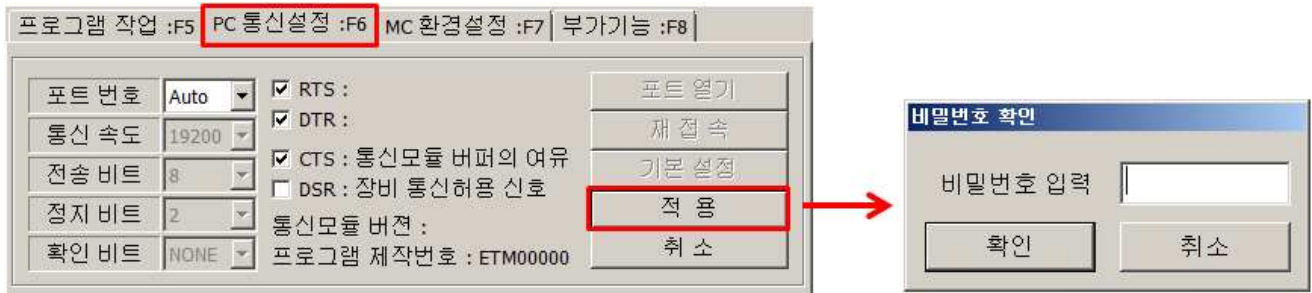 프로그램 작업 :F5 PC 통신설정 :F6 MC 환경설정 :F7 부가기능 :F8
포트 번호 Auto
통신 속도 19200
전송 비트 8
정지 비트 2
확인 비트 NONE
RTS :
DTR :
CTS : 통신모듈 버퍼의 여유
DSR : 장비 통신허용 신호
통신모듈 버젼 :
프로그램 제작번호 : ETM00000
포트 열기
재 접 속
기본 설정
적 용
취 소
비밀번호 확인
비밀번호 입력
확인 취소